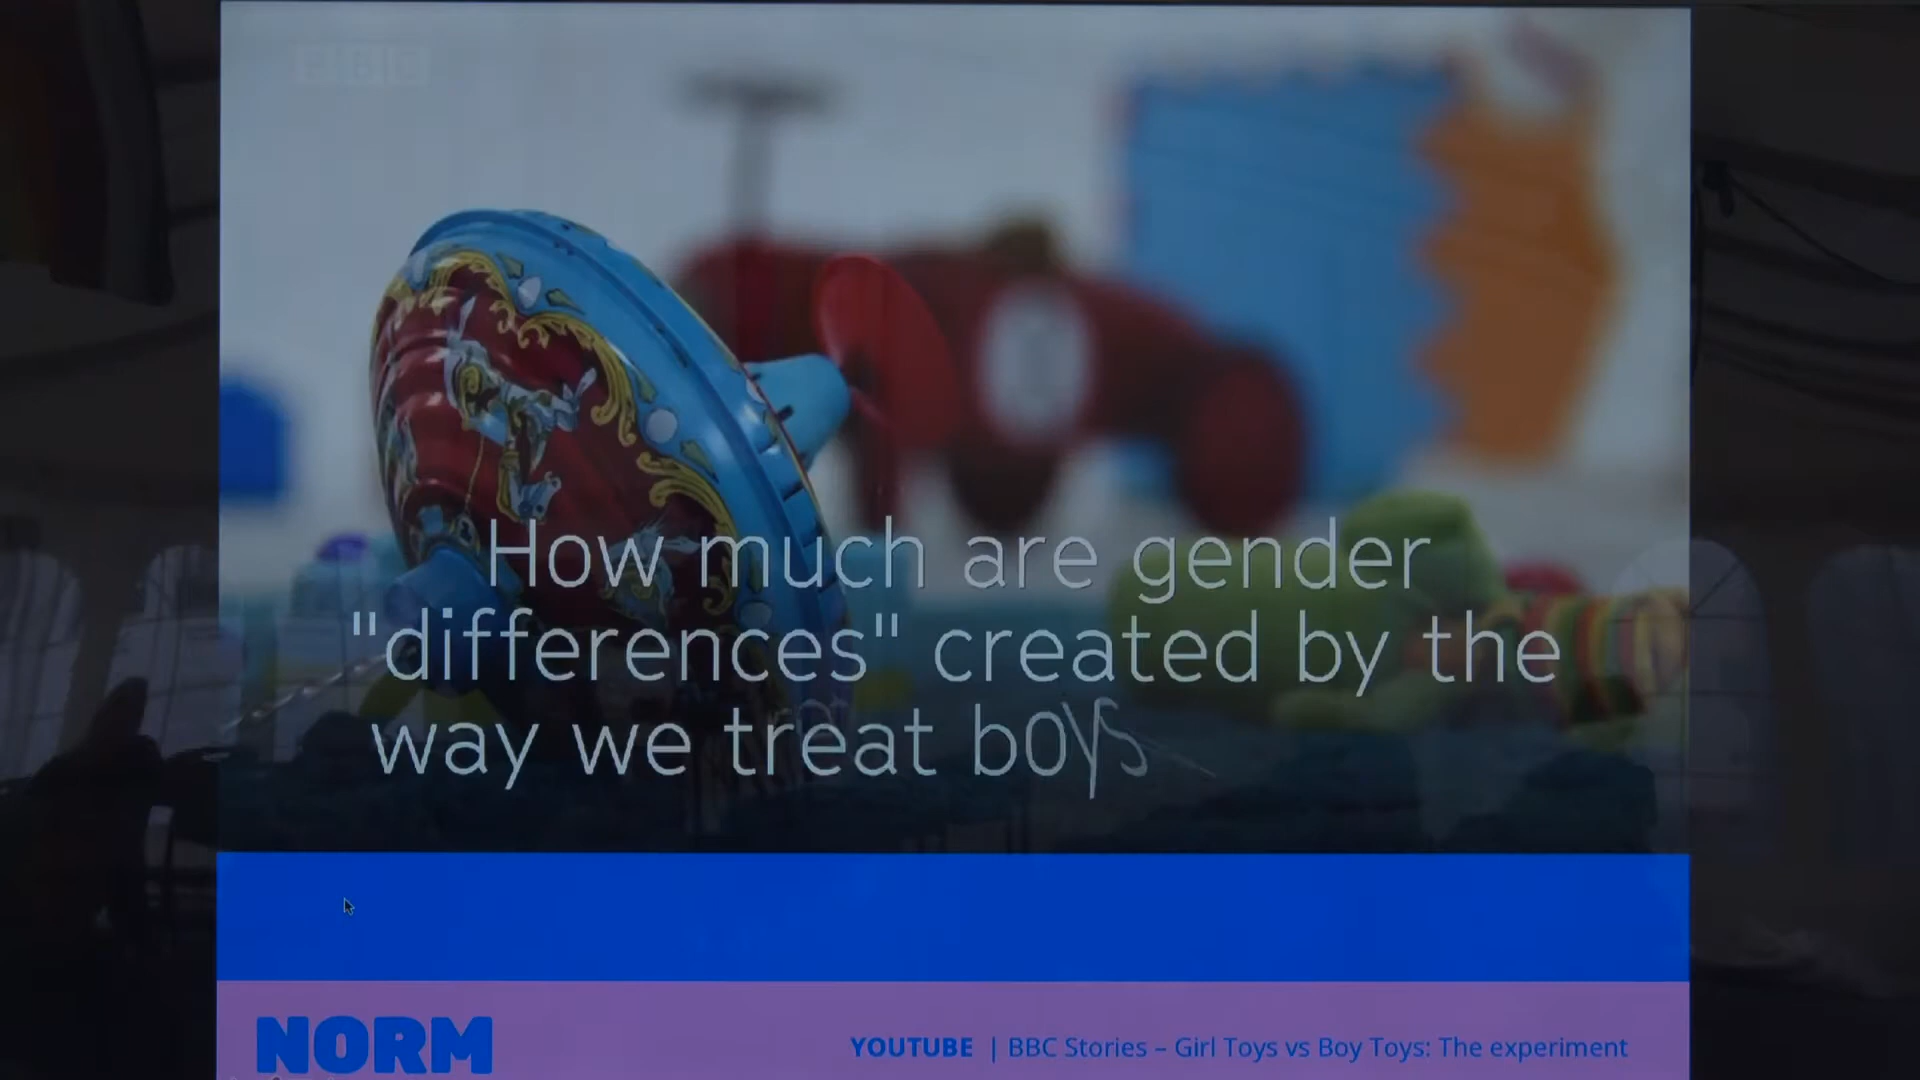 BBC
How much are gender
"differences" created by the
way we treat boys
NORM
YOUTUBE | BBC Stories – Girl Toys vs Boy Toys: The experiment